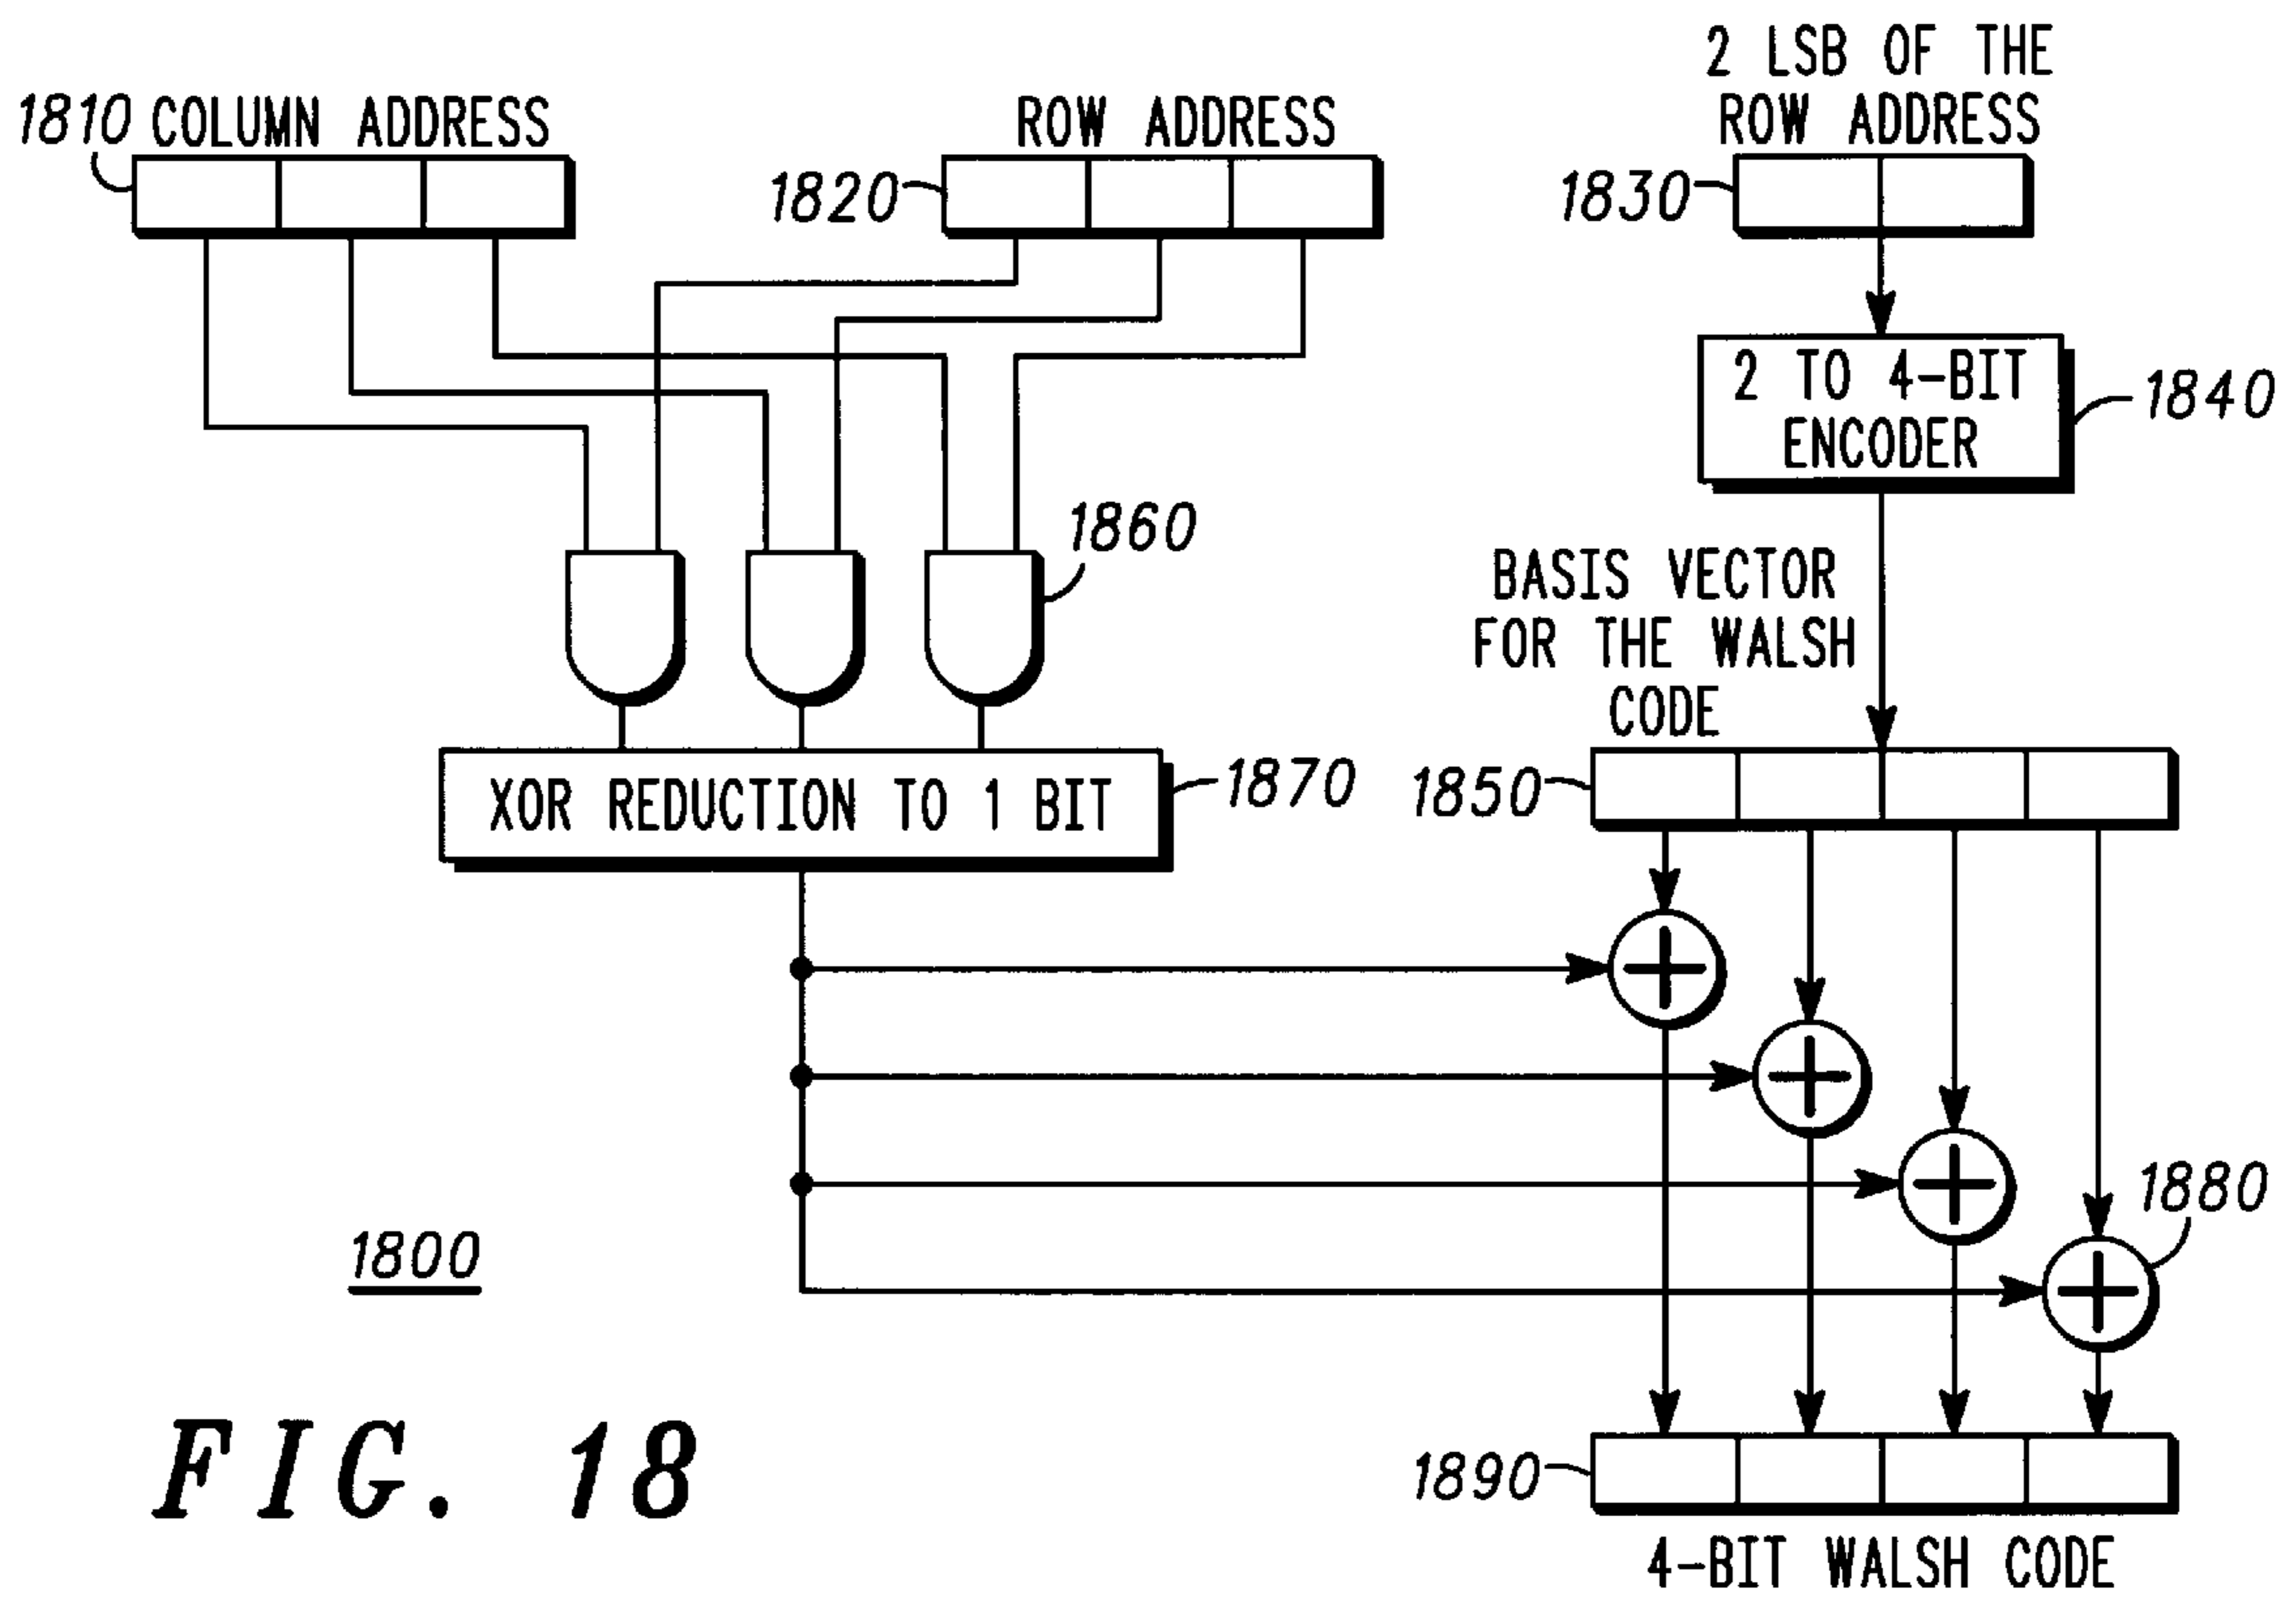 2 LSB OF THE
ROW ADDRESS
1810 COLUMN ADDRESS
ROW ADDRESS
1820
1830
2 TO 4-BIT
ENCODER
1840
1860
BASIS VECTOR
FOR THE WALSH
CODE
XOR REDUCTION TO 1 BIT
1870
1850
1880
1800
1890
4-BIT WALSH CODE
FIG. 18